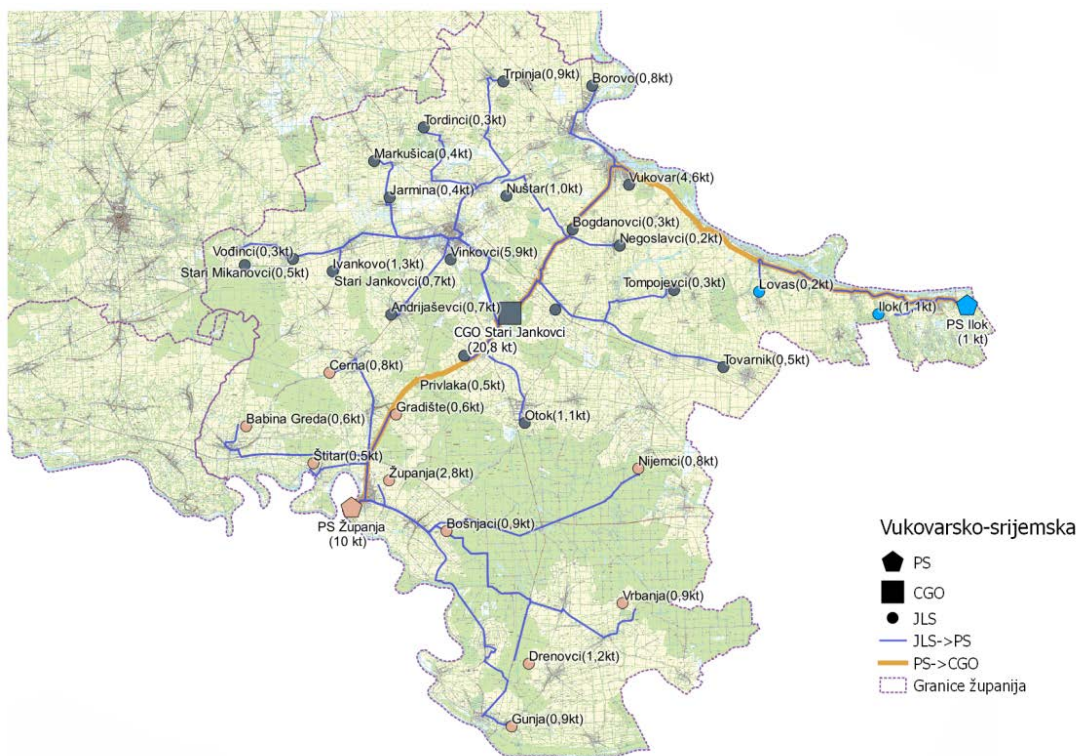 Trpinja(0,9kt)
Borovo(0,8kt)
Tordinci(0,3kt)
Markušica(0,4kt)
Vukovar(4,6kt)
Jarmina(0,4kt)
Nuštar(1,0kt)
Bogdanovci(0,3kt)
Negoslavci(0,2kt)
Vođinci(0,3kt)
Vinkovci(5,9kt)
Ivankovo(1,3kt)
Stari Mikanovci(0,5kt)
Stari Jankovci(0,7kt)
Tompojevci(0,3kt)
Lovas(0,2kt)
Ilok(1,1kt)
Andrijaševci(0,7kt)
PS Ilok
(1 kt)
CGO Stari Jankovci
(20,8 kt)
Tovarnik(0,5kt)
Cerna(0,8kt)
Privlaka(0,5kt)
Gradište(0,6kt)
Babina Greda(0,6kt)
Otok(1,1kt)
Štitar(0,5kt)
Nijemci(0,8kt)
Županja(2,8kt)
PS Županja
(10 kt)
Bošnjaci(0,9kt)
Vrbanja(0,9kt)
Drenovci(1,2kt)
Gunja(0,9kt)
Vukovarsko-srijemska
PS
CGO
JLS
JLS->PS
PS->CGO
Granice županija